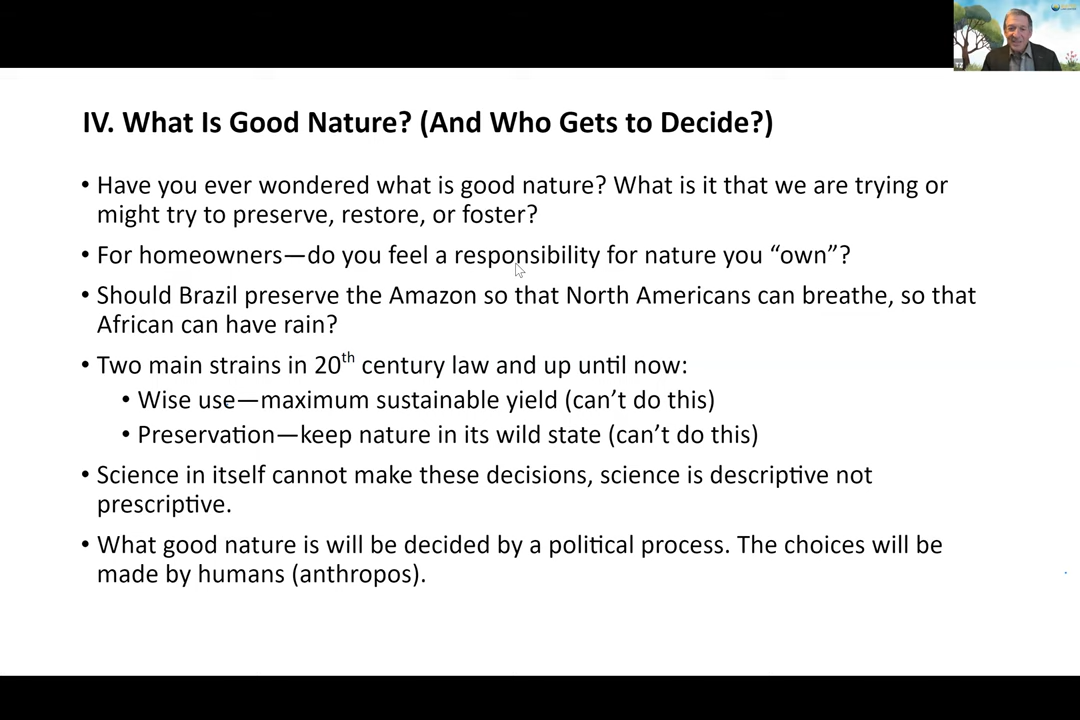 IV. What Is Good Nature? (And Who Gets to Decide?)
• Have you ever wondered what is good nature? What is it that we are trying or
might try to preserve, restore, or foster?
• For homeowners—do you feel a responsibility for nature you “own”?
• Should Brazil preserve the Amazon so that North Americans can breathe, so that
African can have rain?
• Two main strains in 20th century law and up until now:
• Wise use—maximum sustainable yield (can’t do this)
• Preservation—keep nature in its wild state (can’t do this)
• Science in itself cannot make these decisions, science is descriptive not
prescriptive.
• What good nature is will be decided by a political process. The choices will be
made by humans (anthropos).